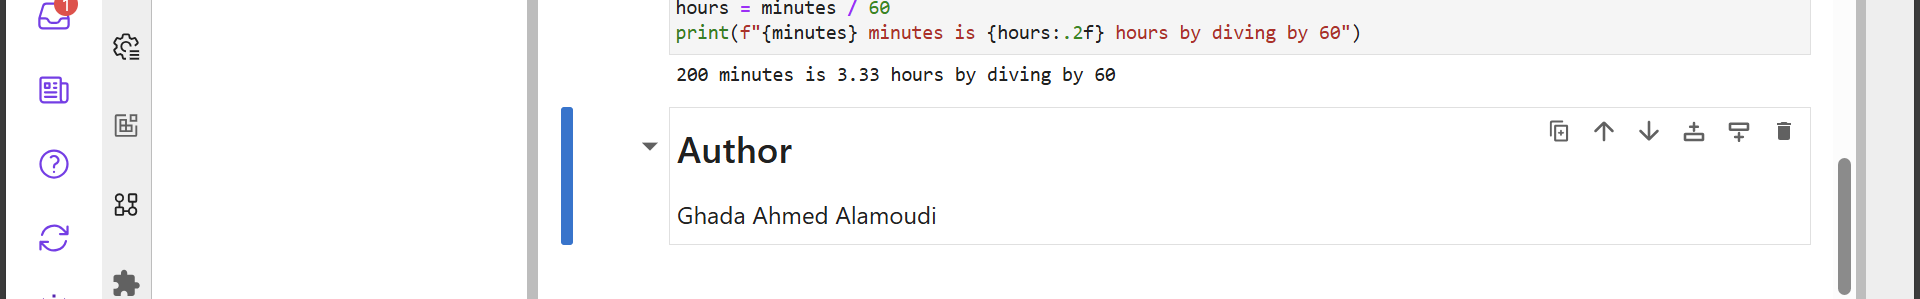 1
hours = minutes / 60
print(f"{minutes} minutes is {hours:.2f} hours by diving by 60")
200 minutes is 3.33 hours by diving by 60
Author
Ghada Ahmed Alamoudi